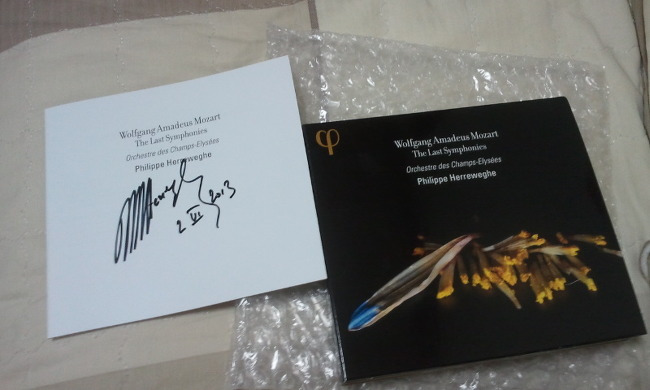 Wolfgang Amadeus Mozart
The Last Symphonies
Orchestre des Champs-Elysées
Philippe Herreweghe
Herreweghe
2 VI 2013
φ
Wolfgang Amadeus Mozart
The Last Symphonies
Orchestre des Champs-Elysées
Philippe Herreweghe